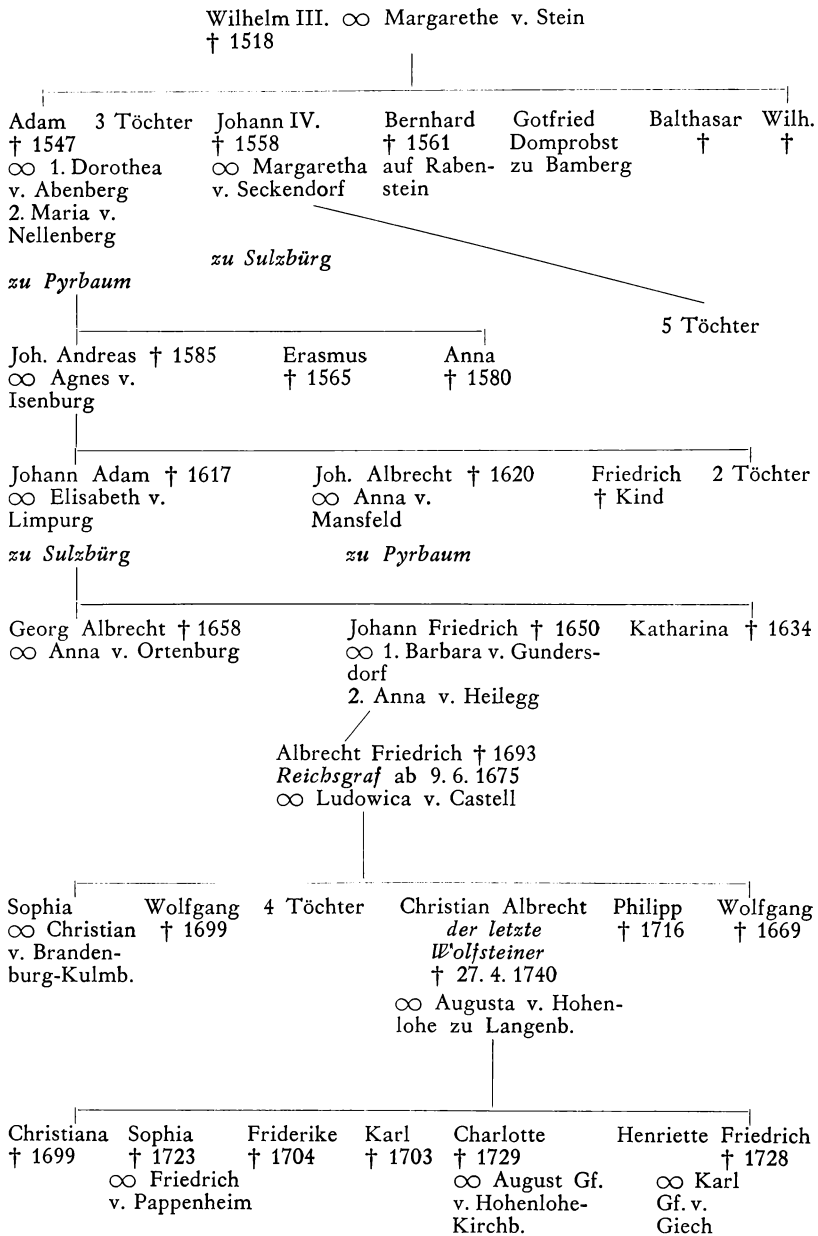 Wilhelm III. ∞ Margarethe v. Stein
† 1518
Adam 3 Töchter Johann IV. Bernhard Gotfried Balthasar Wilh.
† 1547 † 1558 † 1561 Domprobst † †
∞ 1. Dorothea ∞ Margaretha auf Raben- zu Bamberg
v. Abenberg v. Seckendorf stein
2. Maria v.
Nellenberg
zu Sulzbürg
zu Pyrbaum
5 Töchter
Joh. Andreas † 1585 Erasmus Anna
∞ Agnes v. † 1565 † 1580
Isenburg
Johann Adam † 1617 Joh. Albrecht † 1620 Friedrich 2 Töchter
∞ Elisabeth v. ∞ Anna v. † Kind
Limpurg Mansfeld
zu Sulzbürg zu Pyrbaum
Georg Albrecht † 1658 Johann Friedrich † 1650 Katharina † 1634
∞ Anna v. Ortenburg ∞ 1. Barbara v. Gunders-
dorf
2. Anna v. Heilegg
Albrecht Friedrich † 1693
Reichsgraf ab 9. 6. 1675
∞ Ludowica v. Castell
Sophia Wolfgang 4 Töchter Christian Albrecht Philipp Wolfgang
∞ Christian † 1699 der letzte † 1716 † 1669
v. Branden- Wolfsteiner
burg-Kulmb. † 27. 4. 1740
∞ Augusta v. Hohen-
lohe zu Langenb.
Christiana Sophia Friderike Karl Charlotte Henriette Friedrich
† 1699 † 1723 † 1704 † 1703 † 1729 † 1728
∞ Friedrich ∞ August Gf. ∞ Karl
v. Pappenheim v. Hohenlohe- Gf. v.
Kirchb. Giech